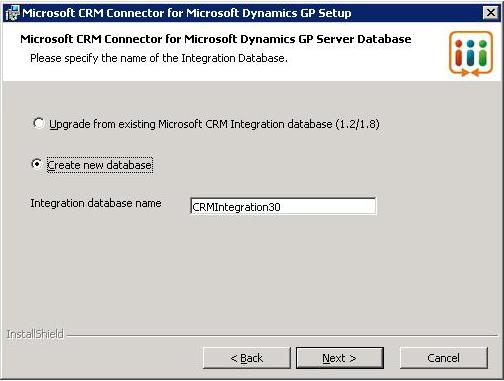 Microsoft CRM Connector for Microsoft Dynamics GP Setup
Microsoft CRM Connector for Microsoft Dynamics GP Server Database
Please specify the name of the Integration Database.
Upgrade from existing Microsoft CRM Integration database (1.2/1.8)
Create new database
Integration database name
CRMIntegration30
InstallShield
< Back
Next >
Cancel